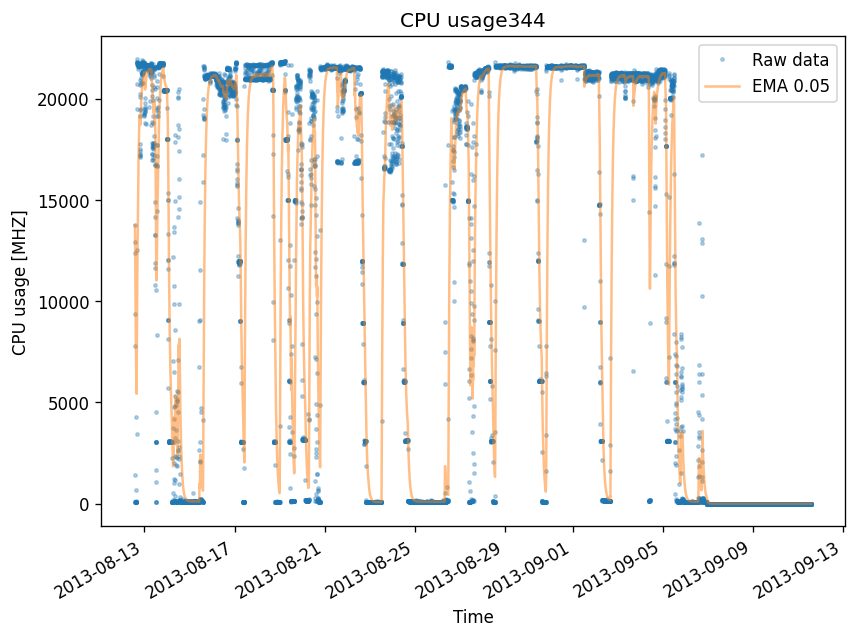 CPU usage344
Raw data
EMA 0.05
CPU usage [MHZ]
20000
15000
10000
5000
0
2013-08-13
2013-08-17
2013-08-21
2013-08-25
2013-08-29
2013-09-01
2013-09-05
2013-09-09
2013-09-13
Time